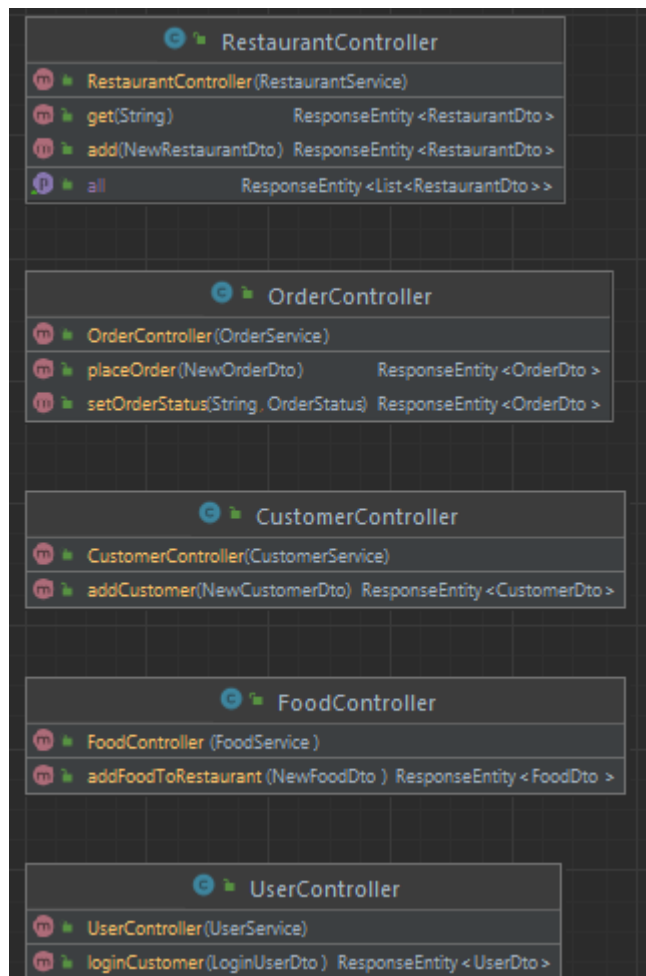 RestaurantController
RestaurantController(RestaurantService)
get(String) ResponseEntity<RestaurantDto>
add(NewRestaurantDto) ResponseEntity<RestaurantDto>
all ResponseEntity<List<RestaurantDto>>
OrderController
OrderController(OrderService)
placeOrder(NewOrderDto) ResponseEntity<OrderDto>
setOrderStatus(String, OrderStatus) ResponseEntity<OrderDto>
CustomerController
CustomerController(CustomerService)
addCustomer(NewCustomerDto) ResponseEntity<CustomerDto>
FoodController
FoodController(FoodService)
addFoodToRestaurant(NewFoodDto) ResponseEntity<FoodDto>
UserController
UserController(UserService)
loginCustomer(LoginUserDto) ResponseEntity<UserDto>